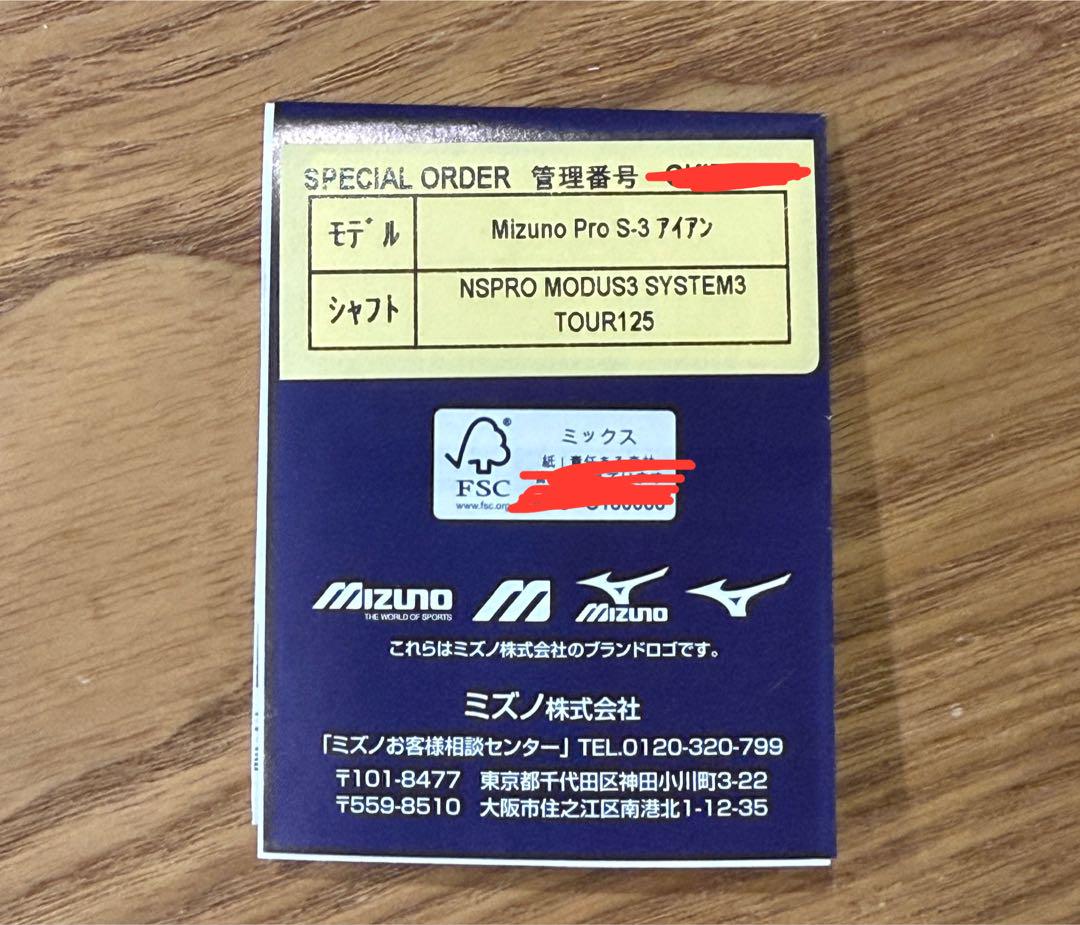 SPECIAL ORDER 管理番号
モデル Mizuno Pro S-3 アイアン
シャフト NSPRO MODUS3 SYSTEM3
TOUR125
ミックス
FSC®
www.fsc.org
MIZUNO M MIZUNO
THE WORLD OF SPORTS
これらはミズノ株式会社のブランドロゴです。
ミズノ株式会社
「ミズノお客様相談センター」TEL.0120-320-799
〒101-8477 東京都千代田区神田小川町3-22
〒559-8510 大阪市住之江区南港北1-12-35